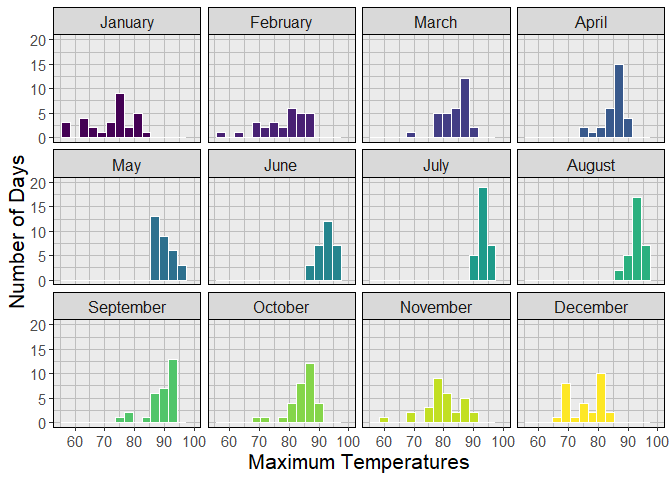 January February March April
20
15
10
5
0
May June July August
20
15
10
5
0
September October November December
20
15
10
5
0
60 70 80 90 100 60 70 80 90 100 60 70 80 90 100 60 70 80 90 100
Number of Days
Maximum Temperatures